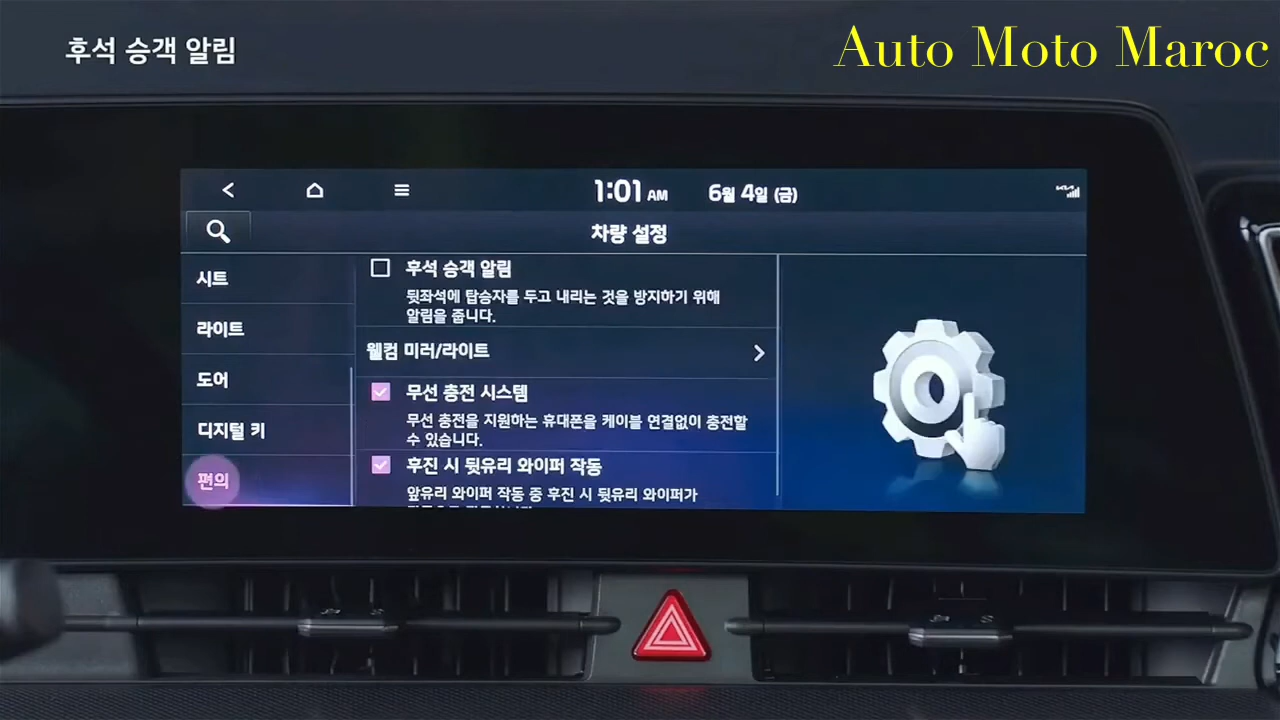 후석 승객 알림
Auto Moto Maroc
1:01 AM 6월 4일 (금)
차량 설정
시트
라이트
도어
디지털 키
편의
후석 승객 알림
뒷좌석에 탑승자를 두고 내리는 것을 방지하기 위해
알림을 줍니다.
웰컴 미러/라이트
무선 충전 시스템
무선 충전을 지원하는 휴대폰을 케이블 연결없이 충전할
수 있습니다.
후진 시 뒷유리 와이퍼 작동
앞유리 와이퍼 작동 중 후진 시 뒷유리 와이퍼가